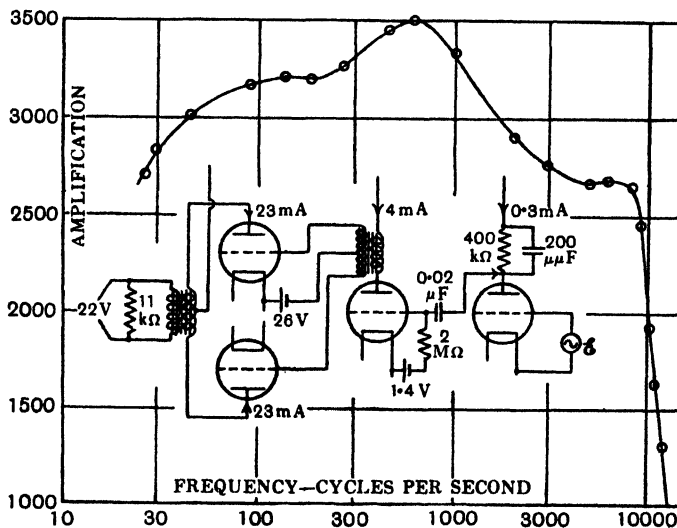 3500
3000
2500
2000
1500
1000
AMPLIFICATION
23mA
4mA
0·3mA
400
kΩ
200
μμF
0·02
μF
11
kΩ
22V
26V
2
MΩ
1·4V
23mA
FREQUENCY—CYCLES PER SECOND
10
30
100
300
1000
3000
10000